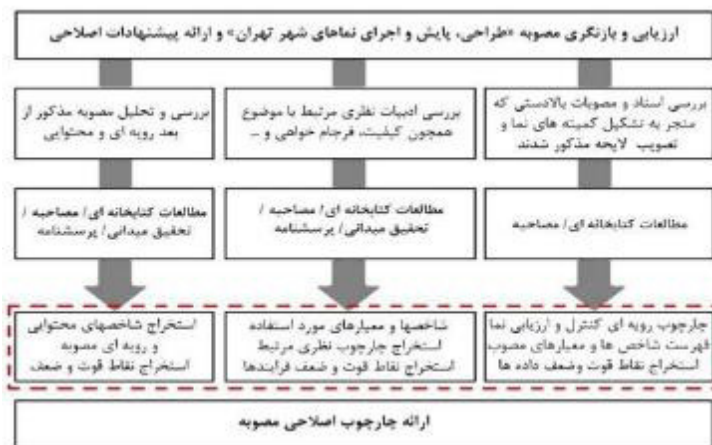 ارزیابی و بازنگری مصوبه «طراحی، پایش و اجرای نماهای شهر تهران» و ارائه پیشنهادات اصلاحی
بررسی اسناد و مصوبات بالادستی که
منجر به تشکیل کمیته های نما و
تصویب لایحه مذکور شدند
بررسی ادبیات نظری مرتبط با موضوع
همچون کیفیت، فرجام خواهی و ...
بررسی و تحلیل مصوبه مذکور از
بعد رویه ای و محتوایی
مطالعات کتابخانه ای/ مصاحبه
مطالعات کتابخانه ای/ مصاحبه /
تحقیق میدانی/ پرسشنامه
مطالعات کتابخانه ای/ مصاحبه /
تحقیق میدانی/ پرسشنامه
چارچوب رویه ای کنترل و ارزیابی نما
فهرست شاخص ها و معیارهای مصوب
استخراج نقاط قوت وضعف داده ها
شاخصها و معیارهای مورد استفاده
استخراج چارچوب نظری مرتبط
استخراج نقاط قوت و ضعف فرآیندها
استخراج شاخصهای محتوایی
و رویه ای مصوبه
استخراج نقاط قوت و ضعف
ارائه چارچوب اصلاحی مصوبه